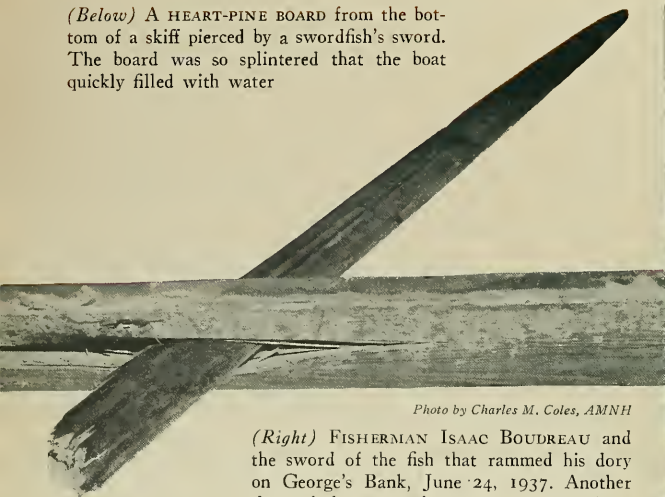 (Below) A HEART-PINE BOARD from the bot-
tom of a skiff pierced by a swordfish's sword.
The board was so splintered that the boat
quickly filled with water
Photo by Charles M. Coles, AMNH
(Right) FISHERMAN ISAAC BOUDREAU and
the sword of the fish that rammed his dory
on George's Bank, June 24, 1937. Another